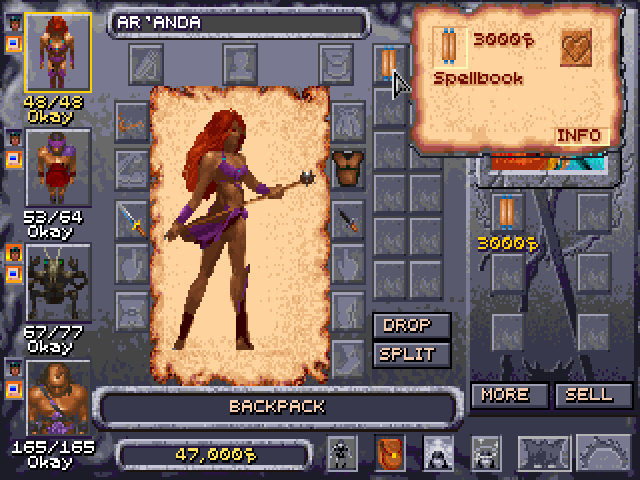 AR'ANDA
3000
Spellbook
INFO
48/48
Okay
53/64
Okay
3000
67/77
Okay
DROP
SPLIT
MORE
SELL
BACKPACK
165/165
Okay
47,000